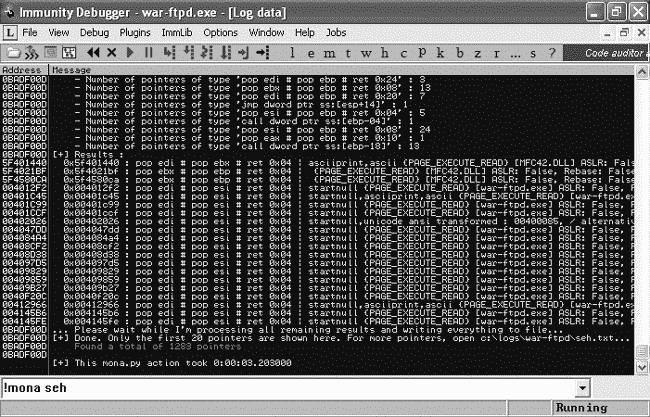 Immunity Debugger - war-ftpd.exe - [Log data]
L File View Debug Plugins ImmLib Options Window Help Jobs
l e m t w h c p k b z r ... s ? Code auditor a
Address Message
0BADF00D - Number of pointers of type 'pop edi # pop ebp # ret 0x24' : 3
0BADF00D - Number of pointers of type 'pop ebx # pop ebp # ret 0x08' : 13
0BADF00D - Number of pointers of type 'pop edi # pop ebp # ret 0x20' : 7
0BADF00D - Number of pointers of type 'jmp dword ptr ss:[esp+14]' : 1
0BADF00D - Number of pointers of type 'pop esi # pop ebp # ret 0x04' : 5
0BADF00D - Number of pointers of type 'call dword ptr ss:[ebp-04]' : 1
0BADF00D - Number of pointers of type 'pop esi # pop ebx # ret 0x08' : 24
0BADF00D - Number of pointers of type 'pop eax # pop esi # ret 0x10' : 1
0BADF00D - Number of pointers of type 'call dword ptr ss:[ebp-18]' : 13
0BADF00D [+] Results :
5F401440 0x5f401440 : pop edi # pop ebx # ret 0x04 | asciiprint,ascii {PAGE_EXECUTE_READ} [MFC42.DLL] ASLR: Fals
5F4021BF 0x5f4021bf : pop edi # pop ebx # ret 0x04 | {PAGE_EXECUTE_READ} [MFC42.DLL] ASLR: False, Rebase: False
5F4580CA 0x5f4580ca : pop ebx # pop ebp # ret 0x04 | {PAGE_EXECUTE_READ} [MFC42.DLL] ASLR: False, Rebase: False
004012F2 0x004012f2 : pop edi # pop esi # ret 0x04 | startnull {PAGE_EXECUTE_READ} [war-ftpd.exe] ASLR: False, F
00401C45 0x00401c45 : pop edi # pop esi # ret 0x04 | startnull,asciiprint,ascii {PAGE_EXECUTE_READ} [war-ftpd.ex
00401C99 0x00401c99 : pop edi # pop esi # ret 0x04 | startnull {PAGE_EXECUTE_READ} [war-ftpd.exe] ASLR: False, F
00401CCF 0x00401ccf : pop edi # pop esi # ret 0x04 | startnull {PAGE_EXECUTE_READ} [war-ftpd.exe] ASLR: False, F
00402026 0x00402026 : pop edi # pop esi # ret 0x04 | startnull,unicode ansi transformed : 00400085, / alternativ
004047DD 0x004047dd : pop edi # pop esi # ret 0x04 | startnull {PAGE_EXECUTE_READ} [war-ftpd.exe] ASLR: False, F
004084A4 0x004084a4 : pop edi # pop esi # ret 0x04 | startnull {PAGE_EXECUTE_READ} [war-ftpd.exe] ASLR: False, F
00408CF2 0x00408cf2 : pop edi # pop esi # ret 0x04 | startnull {PAGE_EXECUTE_READ} [war-ftpd.exe] ASLR: False, F
00408D38 0x00408d38 : pop edi # pop esi # ret 0x04 | startnull {PAGE_EXECUTE_READ} [war-ftpd.exe] ASLR: False, F
004097D5 0x004097d5 : pop edi # pop esi # ret 0x04 | startnull {PAGE_EXECUTE_READ} [war-ftpd.exe] ASLR: False, F
00409829 0x00409829 : pop edi # pop esi # ret 0x04 | startnull {PAGE_EXECUTE_READ} [war-ftpd.exe] ASLR: False, F
00409859 0x00409859 : pop edi # pop esi # ret 0x04 | startnull {PAGE_EXECUTE_READ} [war-ftpd.exe] ASLR: False, F
00409B27 0x00409b27 : pop edi # pop esi # ret 0x04 | startnull {PAGE_EXECUTE_READ} [war-ftpd.exe] ASLR: False, F
0040F20C 0x0040f20c : pop edi # pop esi # ret 0x04 | startnull {PAGE_EXECUTE_READ} [war-ftpd.exe] ASLR: False, F
00412966 0x00412966 : pop edi # pop esi # ret 0x04 | startnull,asciiprint,ascii {PAGE_EXECUTE_READ} [war-ftpd.ex
004145B6 0x004145b6 : pop edi # pop esi # ret 0x04 | startnull {PAGE_EXECUTE_READ} [war-ftpd.exe] ASLR: False, F
004145FE 0x004145fe : pop edi # pop esi # ret 0x04 | startnull {PAGE_EXECUTE_READ} [war-ftpd.exe] ASLR: False, F
0BADF00D ... Please wait while I'm processing all remaining results and writing everything to file...
0BADF00D [+] Done. Only the first 20 pointers are shown here. For more pointers, open c:\logs\war-ftpd\seh.txt...
0BADF00D Found a total of 1283 pointers
0BADF00D
0BADF00D [+] This mona.py action took 0:00:03.203000
!mona seh
Running